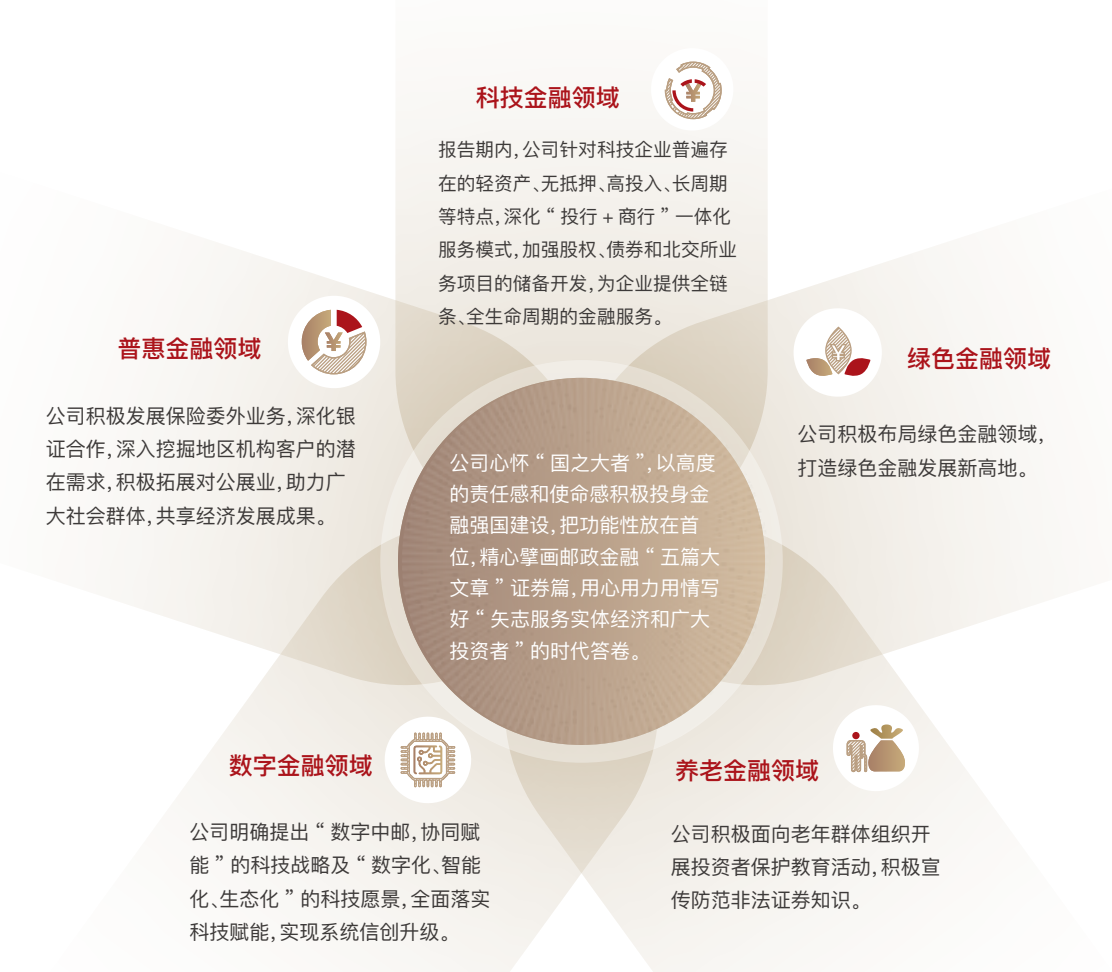 科技金融领域
报告期内,公司针对科技企业普遍存
在的轻资产、无抵押、高投入、长周期
等特点,深化“投行+商行”一体化
服务模式,加强股权、债券和北交所业
务项目的储备开发,为企业提供全链
条、全生命周期的金融服务。
普惠金融领域
公司积极发展保险委外业务,深化银
证合作,深入挖掘地区机构客户的潜
在需求,积极拓展对公展业,助力广
大社会群体,共享经济发展成果。
绿色金融领域
公司积极布局绿色金融领域,
打造绿色金融发展新高地。
公司心怀“国之大者”,以高度
的责任感和使命感积极投身金
融强国建设,把功能性放在首
位,精心擘画邮政金融“五篇大
文章”证券篇,用心用力用情写
好“矢志服务实体经济和广大
投资者”的时代答卷。
数字金融领域
公司明确提出“数字中邮,协同赋
能”的科技战略及“数字化、智能
化、生态化”的科技愿景,全面落实
科技赋能,实现系统信创升级。
养老金融领域
公司积极面向老年群体组织开
展投资者保护教育活动,积极宣
传防范非法证券知识。